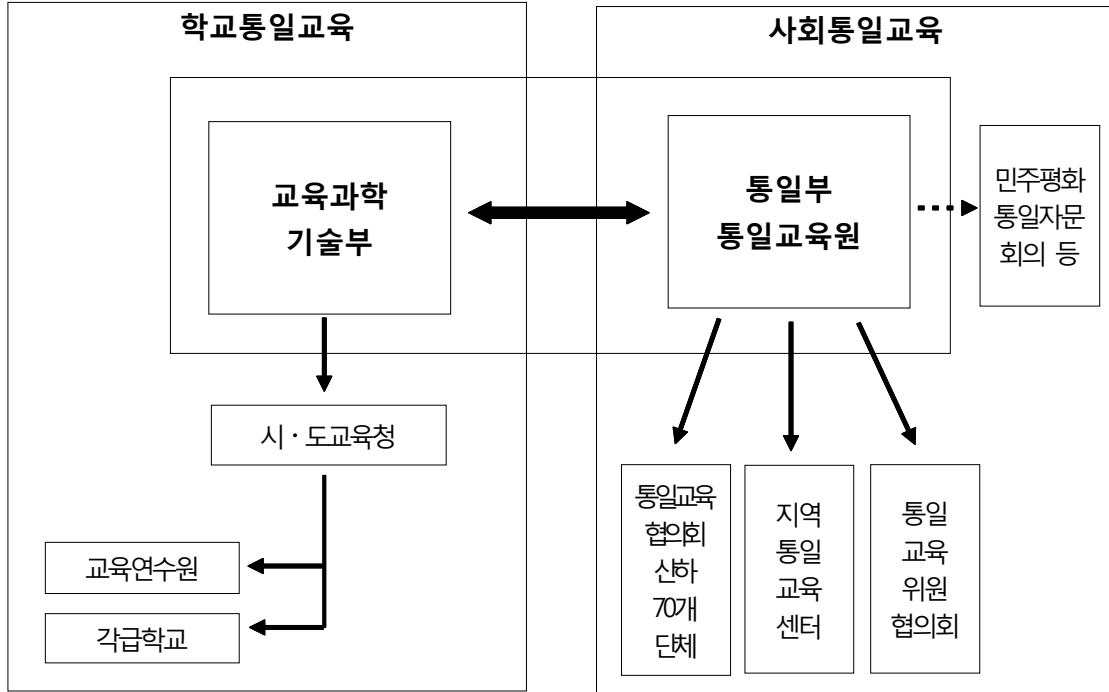 학교통일교육
사회통일교육
교육과학
기술부
통일부
통일교육원
민주평화
통일자문
회의 등
시・도교육청
교육연수원
각급학교
통일교육
협의회
산하
70개
단체
지역
통일
교육
센터
통일
교육
위원
협의회